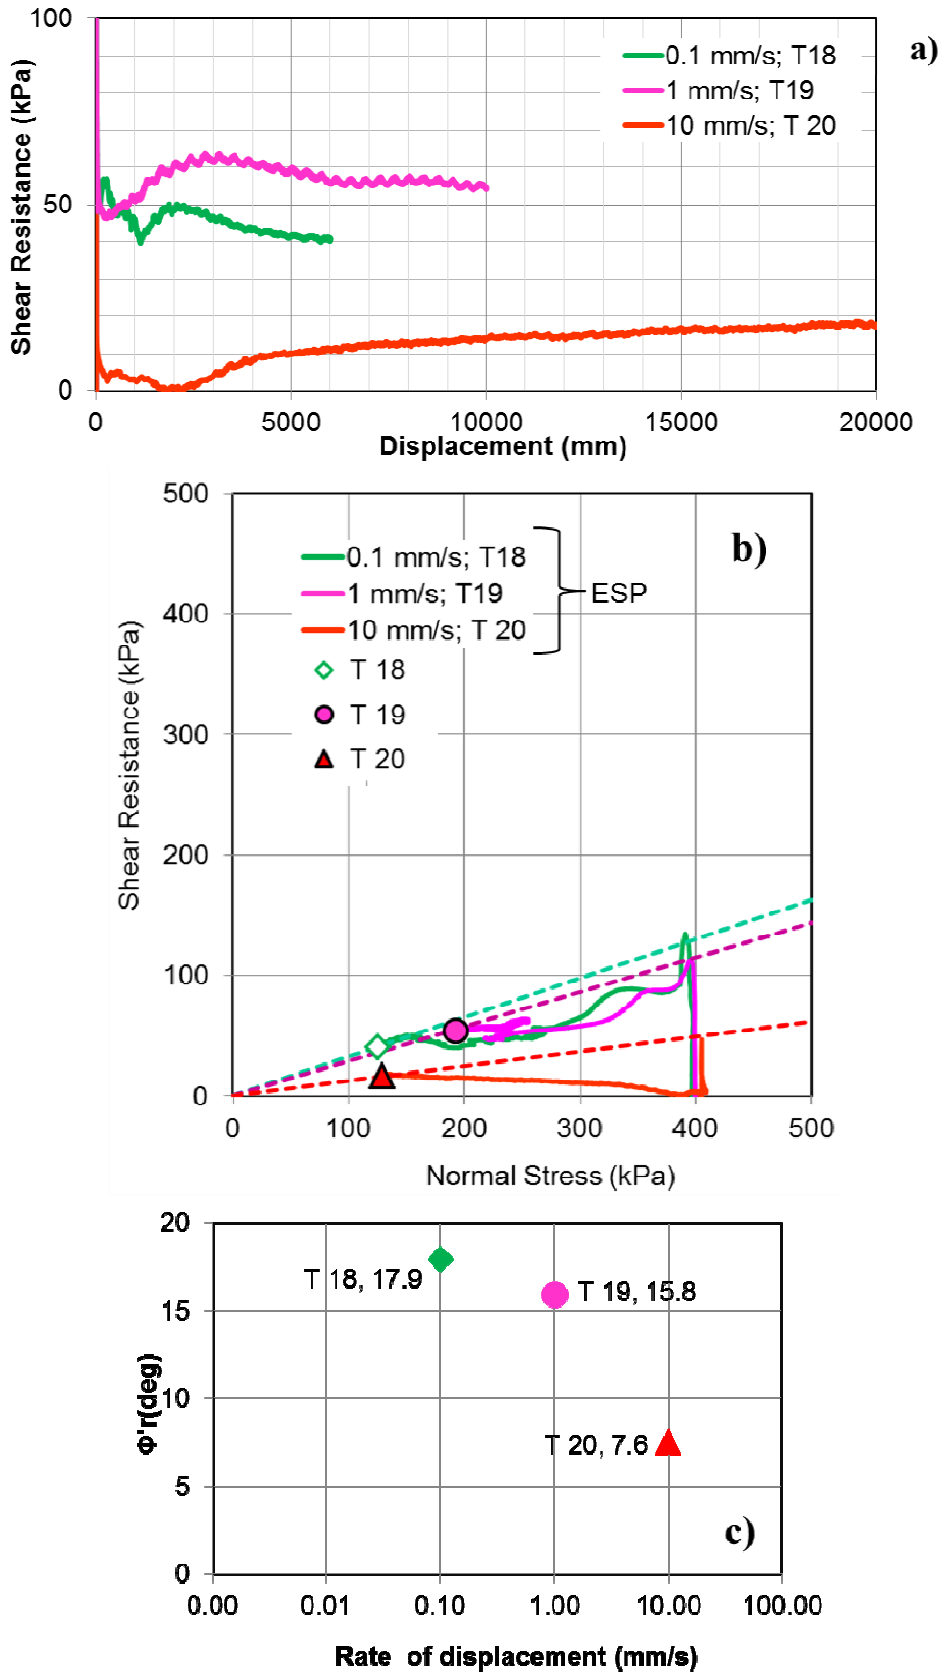 100
50
0
Shear Resistance (kPa)
0.1 mm/s; T18
1 mm/s; T19
10 mm/s; T 20
a)
0 5000 10000 15000 20000
Displacement (mm)
500
400
300
200
100
0
Shear Resistance (kPa)
0.1 mm/s; T18
1 mm/s; T19
10 mm/s; T 20
ESP
T 18
T 19
T 20
b)
0 100 200 300 400 500
Normal Stress (kPa)
20
15
10
5
0
Φ'r(deg)
T 18, 17.9
T 19, 15.8
T 20, 7.6
c)
0.00 0.01 0.10 1.00 10.00 100.00
Rate of displacement (mm/s)